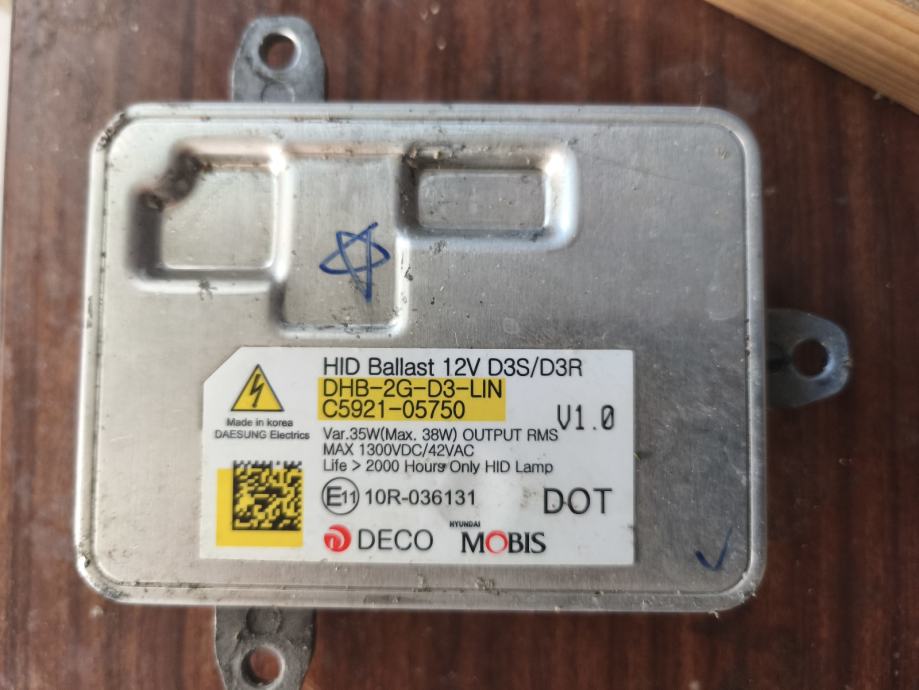 HID Ballast 12V D3S/D3R
DHB-2G-D3-LIN
C5921-05750
V1.0
Made in korea
DAESUNG Electrics
Var.35W(Max. 38W) OUTPUT RMS
MAX 1300VDC/42VAC
Life > 2000 Hours Only HID Lamp
E11 10R-036131
DOT
DECO
HYUNDAI
MOBIS